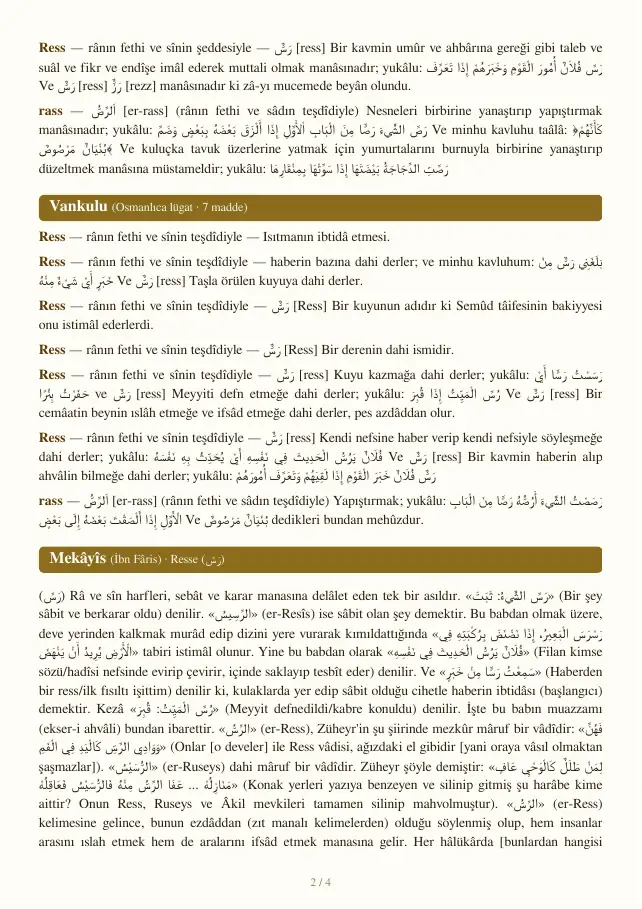 Ress — rânın fethi ve sînin şeddesiyle — رَسّ [ress] Bir kavmin umûr ve ahbârına gereği gibi taleb ve
suâl ve fikr ve endîşe imâl ederek muttali olmak manâsınadır; yukâlu: رَسَّ فُلَانٌ أُمُورَ الْقَوْمِ وَخَبَرَهُمْ إِذَا تَعَرَّفَ
Ve رَسّ [ress] رَزّ [rezz] manâsınadır ki zâ-yı mucemede beyân olundu.
rass — اَلرَّصُّ [er-rass] (rânın fethi ve sâdın teşdîdiyle) Nesneleri birbirine yanaştırıp yapıştırmak
manâsınadır; yukâlu: رَصَّ الشَّيْءَ رَصًّا مِنَ الْبَابِ الْأَوَّلِ إِذَا أَلْزَقَ بَعْضَهُ بِبَعْضٍ وَضَمَّ Ve minhu kavluhu taâlâ: ﴿كَأَنَّهُمْ
بُنْيَانٌ مَرْصُوصٌ﴾ Ve kuluçka tavuk üzerlerine yatmak için yumurtalarını burnuyla birbirine yanaştırıp
düzeltmek manâsına müstameldir; yukâlu: رَصَّتِ الدَّجَاجَةُ بَيْضَتَهَا إِذَا سَوَّتْهَا بِمِنْقَارِهَا
Vankulu (Osmanlıca lügat · 7 madde)
Ress — rânın fethi ve sînin teşdîdiyle — Isıtmanın ibtidâ etmesi.
Ress — rânın fethi ve sînin teşdîdiyle — haberin bazına dahi derler; ve minhu kavluhum: بَلَغَنِي رَسٌّ مِنْ
خَبَرٍ أَيْ شَيْءٌ مِنْهُ Ve رَسّ [ress] Taşla örülen kuyuya dahi derler.
Ress — rânın fethi ve sînin teşdîdiyle — رَسّ [Ress] Bir kuyunun adıdır ki Semûd tâifesinin bakiyyesi
onu istimâl ederlerdi.
Ress — rânın fethi ve sînin teşdîdiyle — رَسّ [Ress] Bir derenin dahi ismidir.
Ress — rânın fethi ve sînin teşdîdiyle — رَسّ [ress] Kuyu kazmağa dahi derler; yukâlu: رَسَسْتُ رَسًّا أَيْ
حَفَرْتُ بِئْرًا ve رَسّ [ress] Meyyiti defn etmeğe dahi derler; yukâlu: رُسَّ الْمَيِّتُ إِذَا قُبِرَ Ve رَسّ [ress] Bir
cemâatin beynin ıslâh etmeğe ve ifsâd etmeğe dahi derler, pes azdâddan olur.
Ress — rânın fethi ve sînin teşdîdiyle — رَسّ [ress] Kendi nefsine haber verip kendi nefsiyle söyleşmeğe
dahi derler; yukâlu: فُلَانٌ يَرُسُّ الْحَدِيثَ فِي نَفْسِهِ أَيْ يُحَدِّثُ بِهِ نَفْسَهُ Ve رَسّ [ress] Bir kavmin haberin alıp
ahvâlin bilmeğe dahi derler; yukâlu: رَسَّ فُلَانٌ خَبَرَ الْقَوْمِ إِذَا لَقِيَهُمْ وَتَعَرَّفَ أُمُورَهُمْ
rass — اَلرَّصُّ [er-rass] (rânın fethi ve sâdın teşdîdiyle) Yapıştırmak; yukâlu: رَصَصْتُ الشَّيْءَ أَرُصُّهُ رَصًّا مِنَ الْبَابِ
الْأَوَّلِ إِذَا أَلْصَقْتَ بَعْضَهُ إِلَى بَعْضٍ Ve بُنْيَانٌ مَرْصُوصٌ dedikleri bundan mehûzdur.
Mekâyîs (İbn Fâris) · Resse (رَسَّ)
(رَسَّ) Râ ve sîn harfleri, sebât ve karar manasına delâlet eden tek bir asıldır. «رَسَّ الشَّيْءُ: ثَبَتَ» (Bir şey
sâbit ve berkarar oldu) denilir. «الرَّسِيسُ» (er-Resîs) ise sâbit olan şey demektir. Bu babdan olmak üzere,
deve yerinden kalkmak murâd edip dizini yere vurarak kımıldattığında «رَسْرَسَ الْبَعِيرُ، إِذَا نَضْنَضَ بِرُكْبَتِهِ فِي
الْأَرْضِ يُرِيدُ أَنْ يَنْهَضَ» tabiri istimâl olunur. Yine bu babdan olarak «فُلَانٌ يَرُسُّ الْحَدِيثَ فِي نَفْسِهِ» (Filan kimse
sözü/hadîsi nefsinde evirip çevirir, içinde saklayıp tesbît eder) denilir. Ve «سَمِعْتُ رَسًّا مِنْ خَبَرٍ» (Haberden
bir ress/ilk fısıltı işittim) denilir ki, kulaklarda yer edip sâbit olduğu cihetle haberin ibtidâsı (başlangıcı)
demektir. Kezâ «رُسَّ الْمَيِّتُ: قُبِرَ» (Meyyit defnedildi/kabre konuldu) denilir. İşte bu babın muazzamı
(ekser-i ahvâli) bundan ibarettir. «الرَّسُّ» (er-Ress), Züheyr'in şu şiirinde mezkûr mâruf bir vâdîdir: «فَهُنَّ
وَوَادِي الرَّسِّ كَالْيَدِ فِي الْفَمِ» (Onlar [o develer] ile Ress vâdisi, ağızdaki el gibidir [yani oraya vâsıl olmaktan
şaşmazlar]). «الرُّسَيْسُ» (er-Ruseys) dahi mâruf bir vâdîdir. Züheyr şöyle demiştir: «لِمَنْ طَلَلٌ كَالْوَحْيِ عَافٍ
مَنَازِلُهُ ... عَفَا الرَّسُّ مِنْهُ فَالرُّسَيْسُ فَعَاقِلُهُ» (Konak yerleri yazıya benzeyen ve silinip gitmiş şu harâbe kime
aittir? Onun Ress, Ruseys ve Âkil mevkileri tamamen silinip mahvolmuştur). «الرَّسُّ» (er-Ress)
kelimesine gelince, bunun ezdâddan (zıt manalı kelimelerden) olduğu söylenmiş olup, hem insanlar
arasını ıslah etmek hem de aralarını ifsâd etmek manasına gelir. Her hâlükârda [bunlardan hangisi
2 / 4